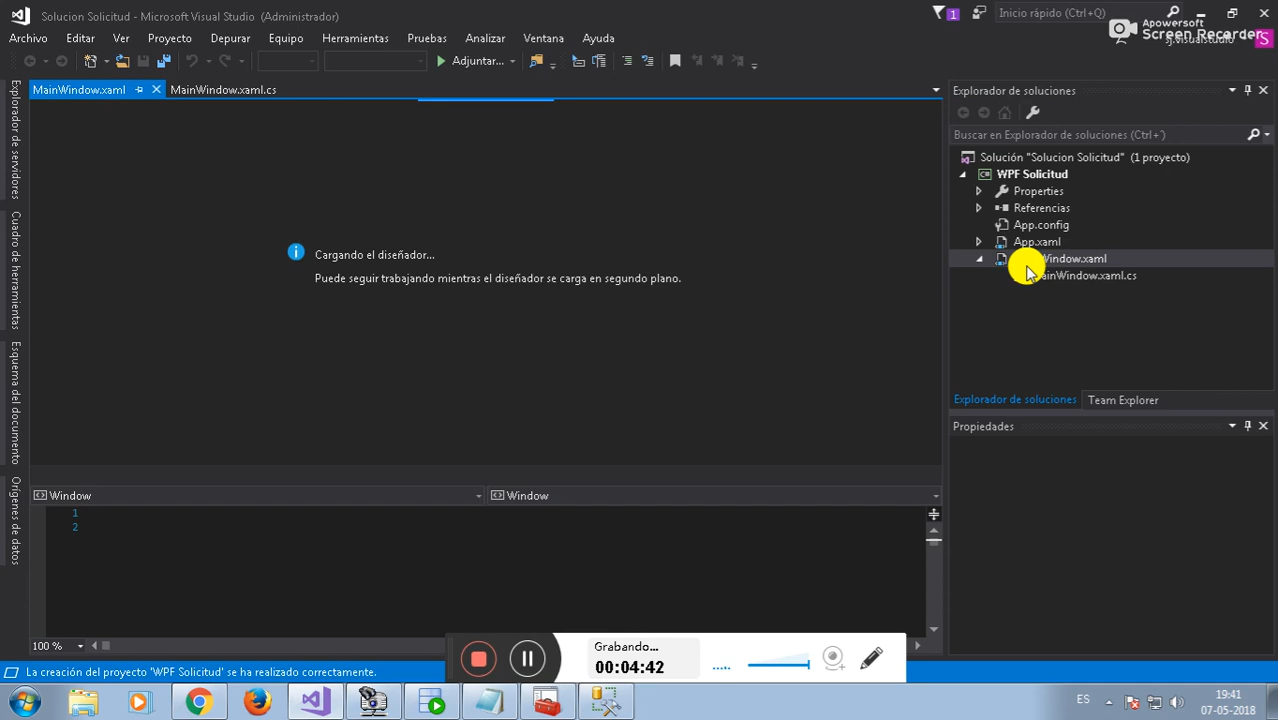 Solucion Solicitud - Microsoft Visual Studio (Administrador)
1
Inicio rápido (Ctrl+Q)
Apowersoft
Screen Recorder
Archivo Editar Ver Proyecto Depurar Equipo Herramientas Pruebas Analizar Ventana Ayuda
sj.visualstudio
S
Adjuntar...
MainWindow.xaml
MainWindow.xaml.cs
Explorador de servidores
Cuadro de herramientas
Esquema del documento
Orígenes de datos
Cargando el diseñador...
Puede seguir trabajando mientras el diseñador se carga en segundo plano.
Explorador de soluciones
Buscar en Explorador de soluciones (Ctrl+´)
Solución "Solucion Solicitud" (1 proyecto)
WPF Solicitud
Properties
Referencias
App.config
App.xaml
Window.xaml
ainWindow.xaml.cs
Explorador de soluciones
Team Explorer
Propiedades
Window
Window
1
2
100 %
Grabando...
00:04:42
La creación del proyecto 'WPF Solicitud' se ha realizado correctamente.
ES
19:41
07-05-2018